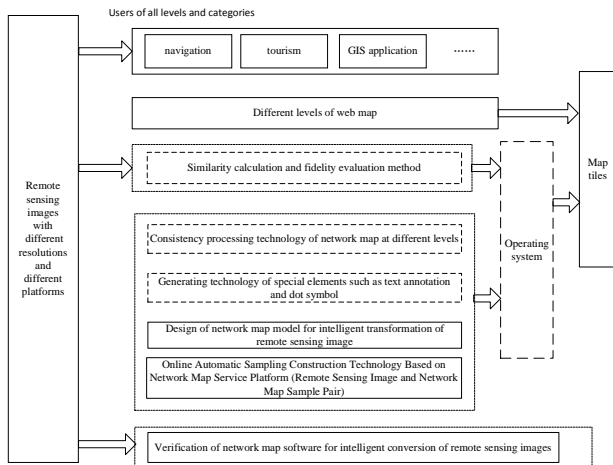 Users of all levels and categories
navigation
tourism
GIS application
......
Different levels of web map
Similarity calculation and fidelity evaluation method
Remote
sensing
images
with
different
resolutions
and
different
platforms
Consistency processing technology of network map at different levels
Generating technology of special elements such as text annotation
and dot symbol
Design of network map model for intelligent transformation of
remote sensing image
Online Automatic Sampling Construction Technology Based on
Network Map Service Platform (Remote Sensing Image and Network
Map Sample Pair)
Verification of network map software for intelligent conversion of remote sensing images
Operating
system
Map
tiles